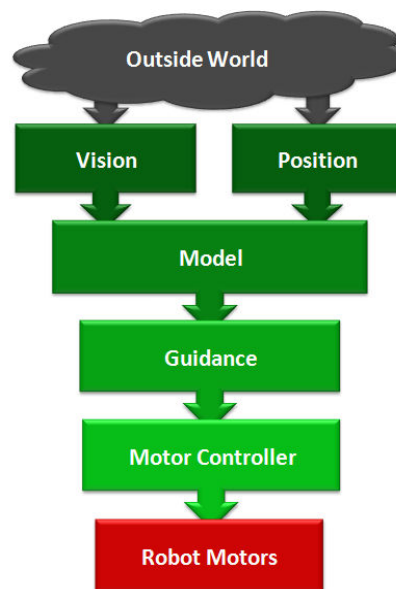 Outside World
Vision
Position
Model
Guidance
Motor Controller
Robot Motors